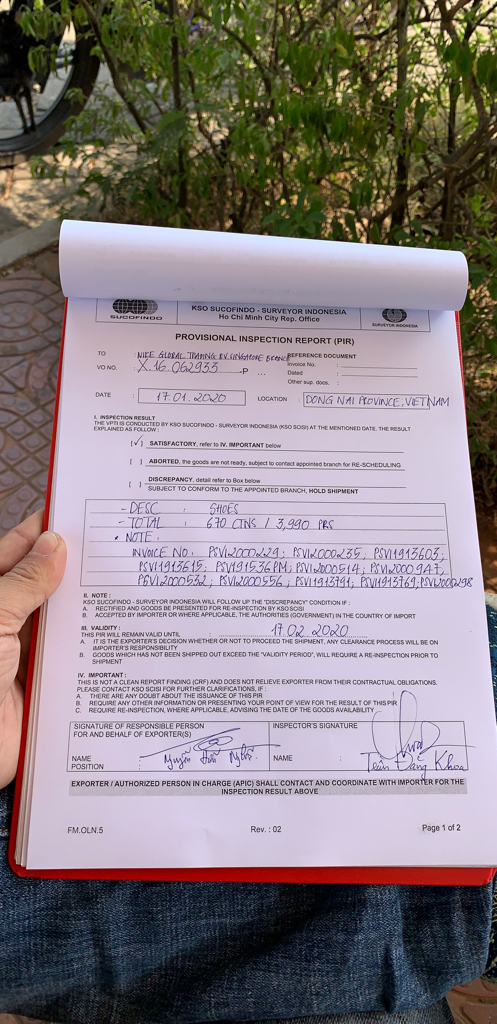 SUCOFINDO
KSO SUCOFINDO - SURVEYOR INDONESIA
Ho Chi Minh City Rep. Office
SURVEYOR INDONESIA
PROVISIONAL INSPECTION REPORT (PIR)
TO : NIKE GLOBAL TRADING B.V. SINGAPORE BRANCH
VO NO. : X.16.062933 .P ...
REFERENCE DOCUMENT
Invoice No. :
Dated :
Other sup. docs. :
DATE : 17.01.2020 LOCATION : DONG NAI PROVINCE, VIETNAM
I. INSPECTION RESULT
THE VPTI IS CONDUCTED BY KSO SUCOFINDO - SURVEYOR INDONESIA (KSO SCISI) AT THE MENTIONED DATE. THE RESULT
EXPLAINED AS FOLLOW :
[√] SATISFACTORY, refer to IV. IMPORTANT below
[ ] ABORTED, the goods are not ready, subject to contact appointed branch for RE-SCHEDULING
[ ] DISCREPANCY, detail refer to Box below
SUBJECT TO CONFORM TO THE APPOINTED BRANCH, HOLD SHIPMENT
- DESC : SHOES
- TOTAL : 670 CTNS / 3,990 PRS
• NOTE :
INVOICE NO: PSVI2000229; PSVI2000235; PSVI1913603;
PSVI1913615; PSVI91536PM; PSVI2000514; PSVI2000947;
PSVI2000532; PSVI2000556; PSVI1913791; PSVI1913769; PSVI2000298
II. NOTE :
KSO SUCOFINDO - SURVEYOR INDONESIA WILL FOLLOW UP THE "DISCREPANCY" CONDITION IF :
A. RECTIFIED AND GOODS BE PRESENTED FOR RE-INSPECTION BY KSO SCISI
B. ACCEPTED BY IMPORTER OR WHERE APPLICABLE, THE AUTHORITIES (GOVERNMENT) IN THE COUNTRY OF IMPORT
III. VALIDITY :
THIS PIR WILL REMAIN VALID UNTIL 17.02.2020
A. IT IS THE EXPORTER'S DECISION WHETHER OR NOT TO PROCEED THE SHIPMENT, ANY CLEARANCE PROCESS WILL BE ON
IMPORTER'S RESPONSIBILITY
B. GOODS WHICH HAS NOT BEEN SHIPPED OUT EXCEED THE "VALIDITY PERIOD", WILL REQUIRE A RE-INSPECTION PRIOR TO
SHIPMENT
IV. IMPORTANT :
THIS IS NOT A CLEAN REPORT FINDING (CRF) AND DOES NOT RELIEVE EXPORTER FROM THEIR CONTRACTUAL OBLIGATIONS.
PLEASE CONTACT KSO SCISI FOR FURTHER CLARIFICATIONS, IF :
A. THERE ARE ANY DOUBT ABOUT THE ISSUANCE OF THIS PIR
B. REQUIRE ANY OTHER INFORMATION OR PRESENTING YOUR POINT OF VIEW FOR THE RESULT OF THIS PIR
C. REQUIRE RE-INSPECTION, WHERE APPLICABLE, ADVISING THE DATE OF THE GOODS AVAILABILITY
SIGNATURE OF RESPONSIBLE PERSON
FOR AND BEHALF OF EXPORTER(S)
INSPECTOR'S SIGNATURE
NAME : Nguyễn Hữu
POSITION :
NAME : Trần Đăng Khoa
EXPORTER / AUTHORIZED PERSON IN CHARGE (APIC) SHALL CONTACT AND COORDINATE WITH IMPORTER FOR THE
INSPECTION RESULT ABOVE
FM.OLN.5 Rev. : 02 Page 1 of 2